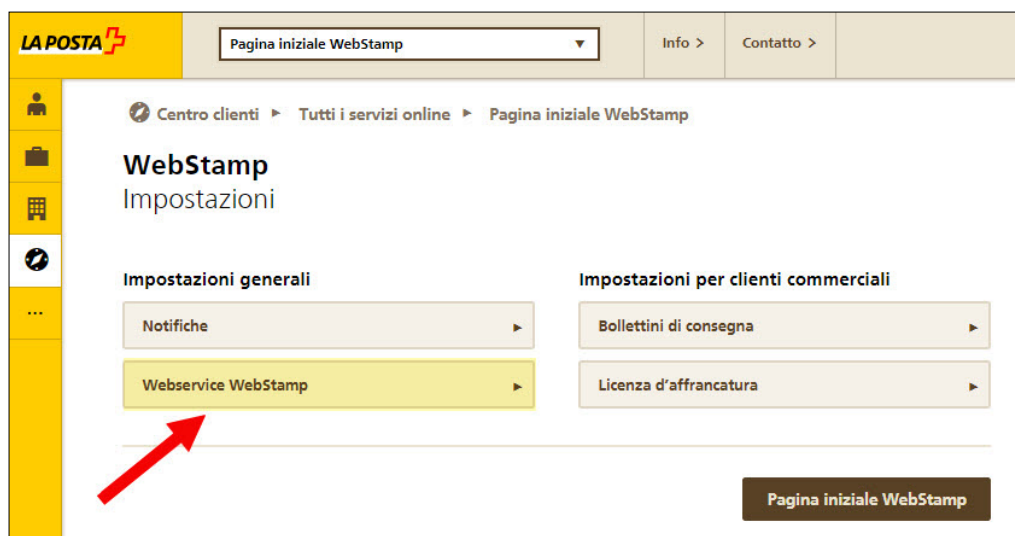 LA POSTA
Pagina iniziale WebStamp
Info >
Contatto >
Centro clienti ► Tutti i servizi online ► Pagina iniziale WebStamp
WebStamp
Impostazioni
Impostazioni generali
Notifiche
Webservice WebStamp
Impostazioni per clienti commerciali
Bollettini di consegna
Licenza d'affrancatura
Pagina iniziale WebStamp